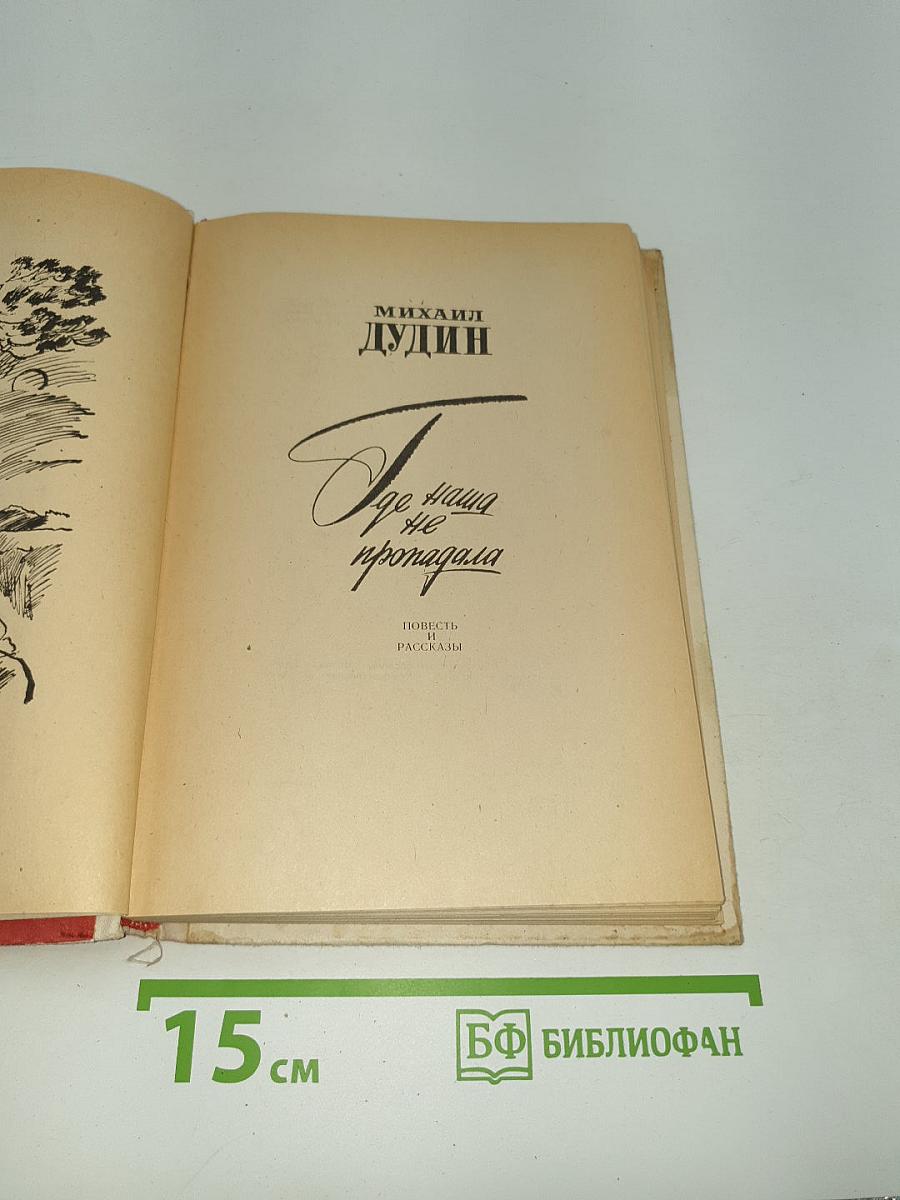 МИХАИЛ
ДУДИН
Где наша
не
пропадала
ПОВЕСТЬ
И
РАССКАЗЫ
15 см
БФ БИБЛИОФАН